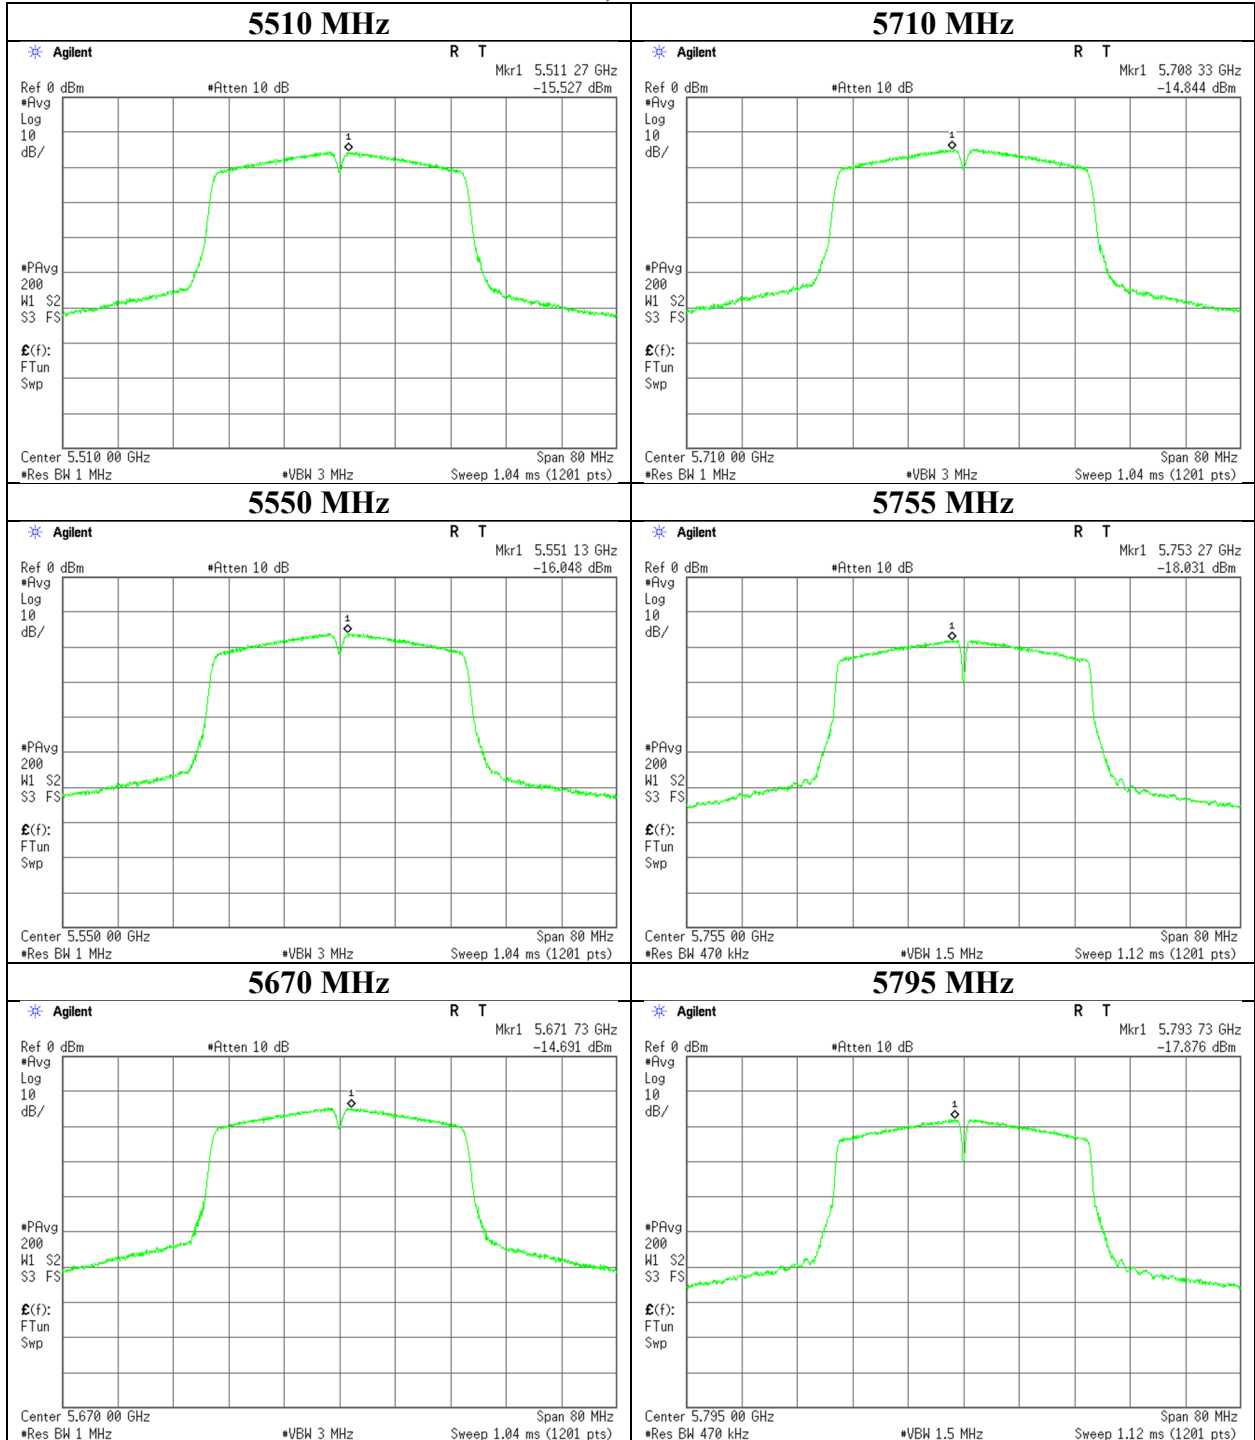 5510 MHz
Agilent R T
Mkr1 5.511 27 GHz
Ref 0 dBm #Atten 10 dB -15.527 dBm
#Avg
Log
10
dB/
1
#PAvg
200
W1 S2
S3 FS
£(f):
FTun
Swp
Center 5.510 00 GHz Span 80 MHz
#Res BW 1 MHz #VBW 3 MHz Sweep 1.04 ms (1201 pts)
5710 MHz
Agilent R T
Mkr1 5.708 33 GHz
Ref 0 dBm #Atten 10 dB -14.844 dBm
#Avg
Log
10
dB/
1
#PAvg
200
W1 S2
S3 FS
£(f):
FTun
Swp
Center 5.710 00 GHz Span 80 MHz
#Res BW 1 MHz #VBW 3 MHz Sweep 1.04 ms (1201 pts)
5550 MHz
Agilent R T
Mkr1 5.551 13 GHz
Ref 0 dBm #Atten 10 dB -16.048 dBm
#Avg
Log
10
dB/
1
#PAvg
200
W1 S2
S3 FS
£(f):
FTun
Swp
Center 5.550 00 GHz Span 80 MHz
#Res BW 1 MHz #VBW 3 MHz Sweep 1.04 ms (1201 pts)
5755 MHz
Agilent R T
Mkr1 5.753 27 GHz
Ref 0 dBm #Atten 10 dB -18.031 dBm
#Avg
Log
10
dB/
1
#PAvg
200
W1 S2
S3 FS
£(f):
FTun
Swp
Center 5.755 00 GHz Span 80 MHz
#Res BW 470 kHz #VBW 1.5 MHz Sweep 1.12 ms (1201 pts)
5670 MHz
Agilent R T
Mkr1 5.671 73 GHz
Ref 0 dBm #Atten 10 dB -14.691 dBm
#Avg
Log
10
dB/
1
#PAvg
200
W1 S2
S3 FS
£(f):
FTun
Swp
Center 5.670 00 GHz Span 80 MHz
#Res BW 1 MHz #VBW 3 MHz Sweep 1.04 ms (1201 pts)
5795 MHz
Agilent R T
Mkr1 5.793 73 GHz
Ref 0 dBm #Atten 10 dB -17.876 dBm
#Avg
Log
10
dB/
1
#PAvg
200
W1 S2
S3 FS
£(f):
FTun
Swp
Center 5.795 00 GHz Span 80 MHz
#Res BW 470 kHz #VBW 1.5 MHz Sweep 1.12 ms (1201 pts)